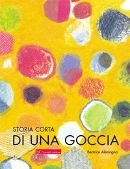 STORIA CORTA
DI UNA GOCCIA
Beatrice Alemagna